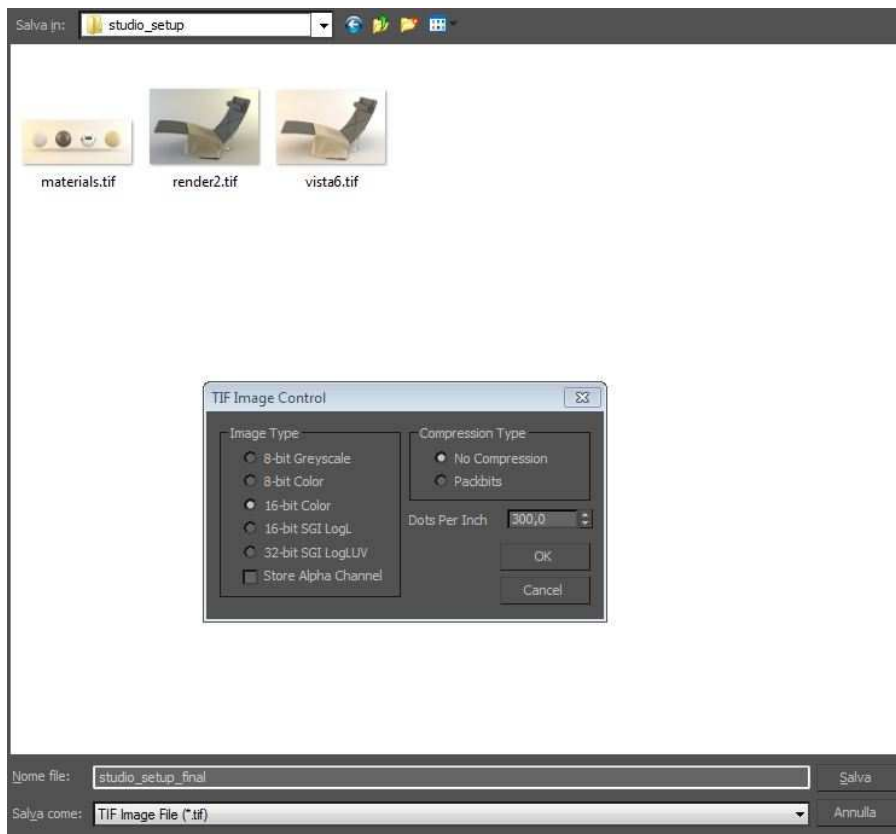 Salva in: studio_setup
materials.tif render2.tif vista6.tif
TIF Image Control
Image Type
8-bit Greyscale
8-bit Color
16-bit Color
16-bit SGI LogL
32-bit SGI LogLUV
Store Alpha Channel
Compression Type
No Compression
Packbits
Dots Per Inch 300,0
OK
Cancel
Nome file: studio_setup_final Salva
Salva come: TIF Image File (*.tif) Annulla